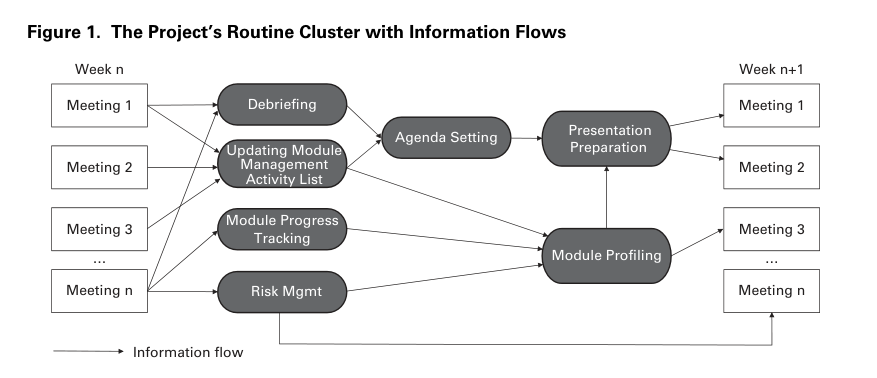 Figure 1. The Project's Routine Cluster with Information Flows
Week n
Week n+1
Meeting 1
Debriefing
Meeting 1
Agenda Setting
Presentation
Preparation
Updating Module
Management
Activity List
Meeting 2
Meeting 2
Meeting 3
Module Progress
Tracking
Meeting 3
Module Profiling
...
...
Meeting n
Risk Mgmt
Meeting n
Information flow